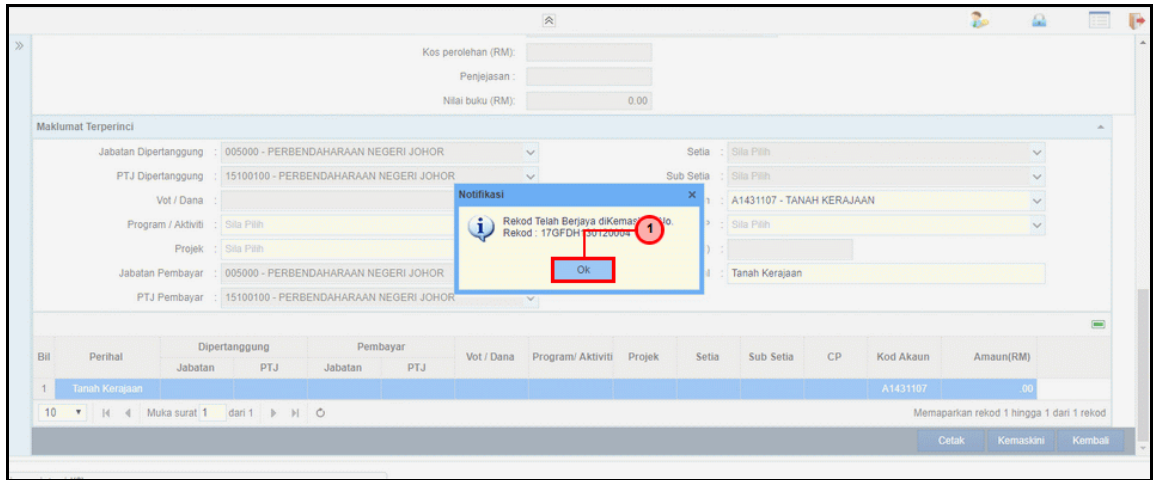 Kos perolehan (RM):
Penjejasan :
Nilai buku (RM): 0.00
Maklumat Terperinci
Jabatan Dipertanggung : 005000 - PERBENDAHARAAN NEGERI JOHOR Setia : Sila Pilih
PTJ Dipertanggung : 15100100 - PERBENDAHARAAN NEGERI JOHOR Sub Setia : Sila Pilih
Vot / Dana : A1431107 - TANAH KERAJAAN
Program / Aktiviti : Sila Pilih : Sila Pilih
Projek : Sila Pilih
Jabatan Pembayar : 005000 - PERBENDAHARAAN NEGERI JOHOR : Tanah Kerajaan
PTJ Pembayar : 15100100 - PERBENDAHARAAN NEGERI JOHOR
Notifikasi
Rekod Telah Berjaya No.
Rekod : 17GFDH130120004
1
Ok
Bil Perihal Dipertanggung Pembayar Vot / Dana Program/ Aktiviti Projek Setia Sub Setia CP Kod Akaun Amaun(RM)
Jabatan PTJ Jabatan PTJ
1 Tanah Kerajaan A1431107 .00
10 Muka surat 1 dari 1 Memaparkan rekod 1 hingga 1 dari 1 rekod
Cetak Kemaskini Kembali